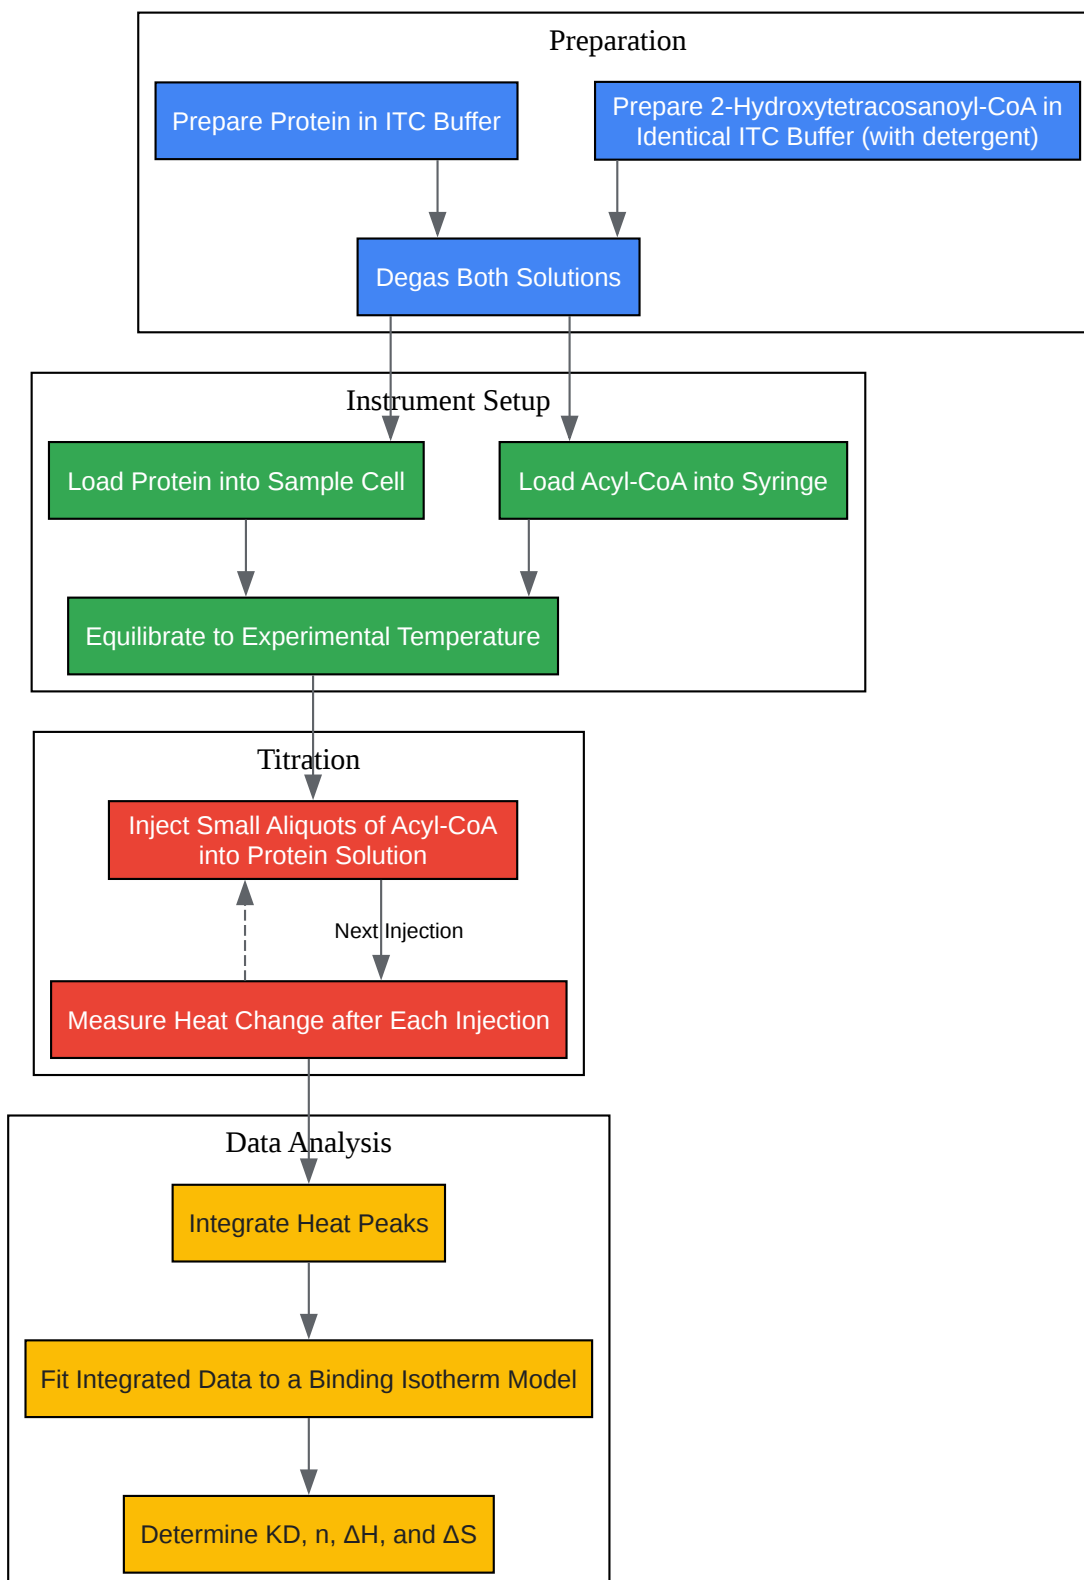 Preparation
Prepare Protein in ITC Buffer
Prepare 2-Hydroxytetracosanoyl-CoA in
Identical ITC Buffer (with detergent)
Degas Both Solutions
Instrument Setup
Load Protein into Sample Cell
Load Acyl-CoA into Syringe
Equilibrate to Experimental Temperature
Titration
Inject Small Aliquots of Acyl-CoA
into Protein Solution
Next Injection
Measure Heat Change after Each Injection
Data Analysis
Integrate Heat Peaks
Fit Integrated Data to a Binding Isotherm Model
Determine KD, n, ΔH, and ΔS